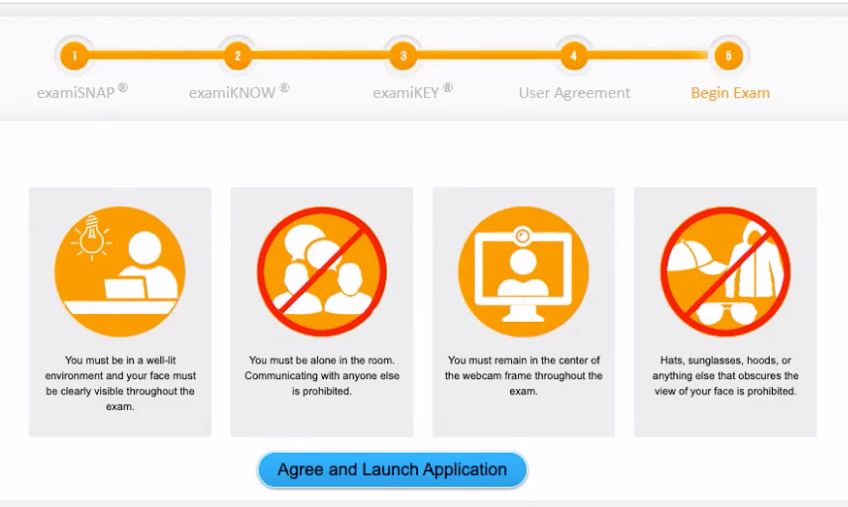 1
2
3
4
5
examiSNAP ®
examiKNOW ®
examiKEY ®
User Agreement
Begin Exam
You must be in a well-lit
environment and your face must
be clearly visible throughout the
exam.
You must be alone in the room.
Communicating with anyone else
is prohibited.
You must remain in the center of
the webcam frame throughout the
exam.
Hats, sunglasses, hoods, or
anything else that obscures the
view of your face is prohibited.
Agree and Launch Application